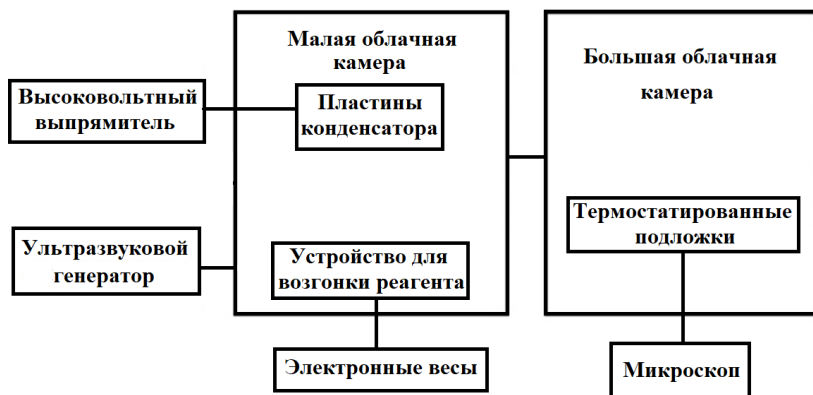 Малая облачная
камера
Большая облачная
камера
Высоковольтный
выпрямитель
Пластины
конденсатора
Термостатированные
подложки
Ультразвуковой
генератор
Устройство для
возгонки реагента
Электронные весы
Микроскоп